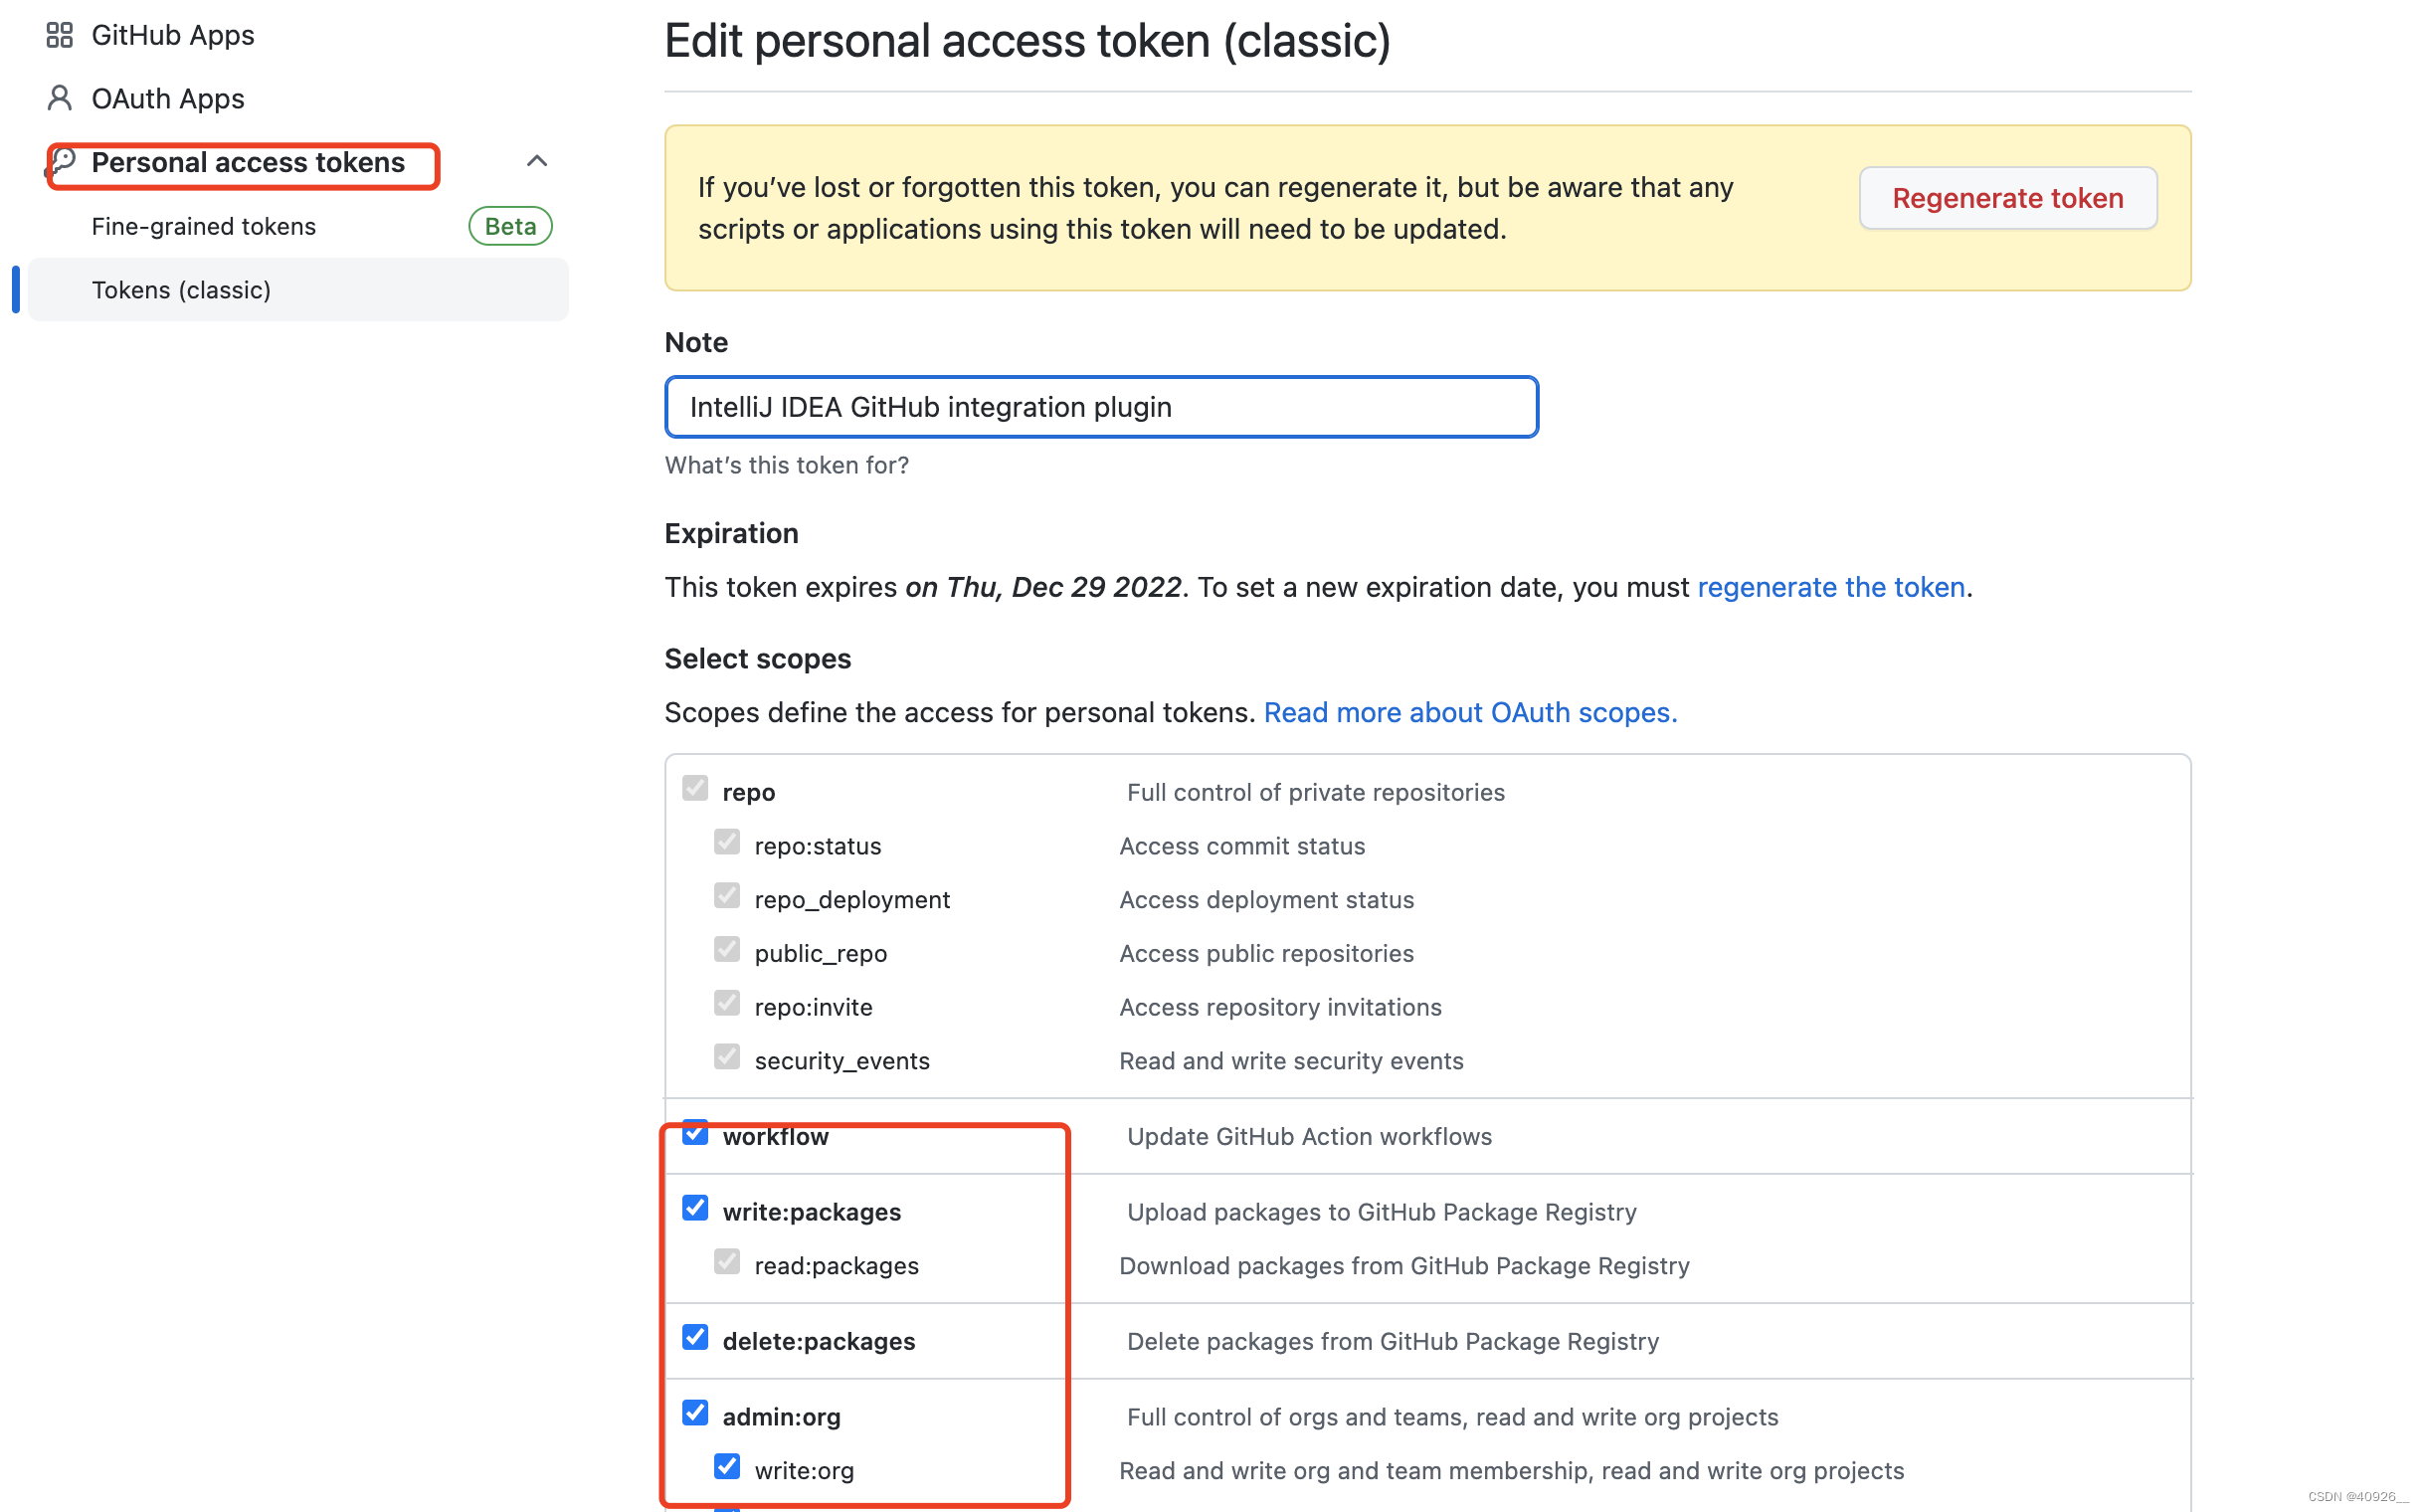 GitHub Apps
OAuth Apps
Personal access tokens
Fine-grained tokens Beta
Tokens (classic)
Edit personal access token (classic)
If you’ve lost or forgotten this token, you can regenerate it, but be aware that any
scripts or applications using this token will need to be updated.
Regenerate token
Note
IntelliJ IDEA GitHub integration plugin
What’s this token for?
Expiration
This token expires on Thu, Dec 29 2022. To set a new expiration date, you must regenerate the token.
Select scopes
Scopes define the access for personal tokens. Read more about OAuth scopes.
repo Full control of private repositories
repo:status Access commit status
repo_deployment Access deployment status
public_repo Access public repositories
repo:invite Access repository invitations
security_events Read and write security events
workflow Update GitHub Action workflows
write:packages Upload packages to GitHub Package Registry
read:packages Download packages from GitHub Package Registry
delete:packages Delete packages from GitHub Package Registry
admin:org Full control of orgs and teams, read and write org projects
write:org Read and write org and team membership, read and write org projects
CSDN @40926__